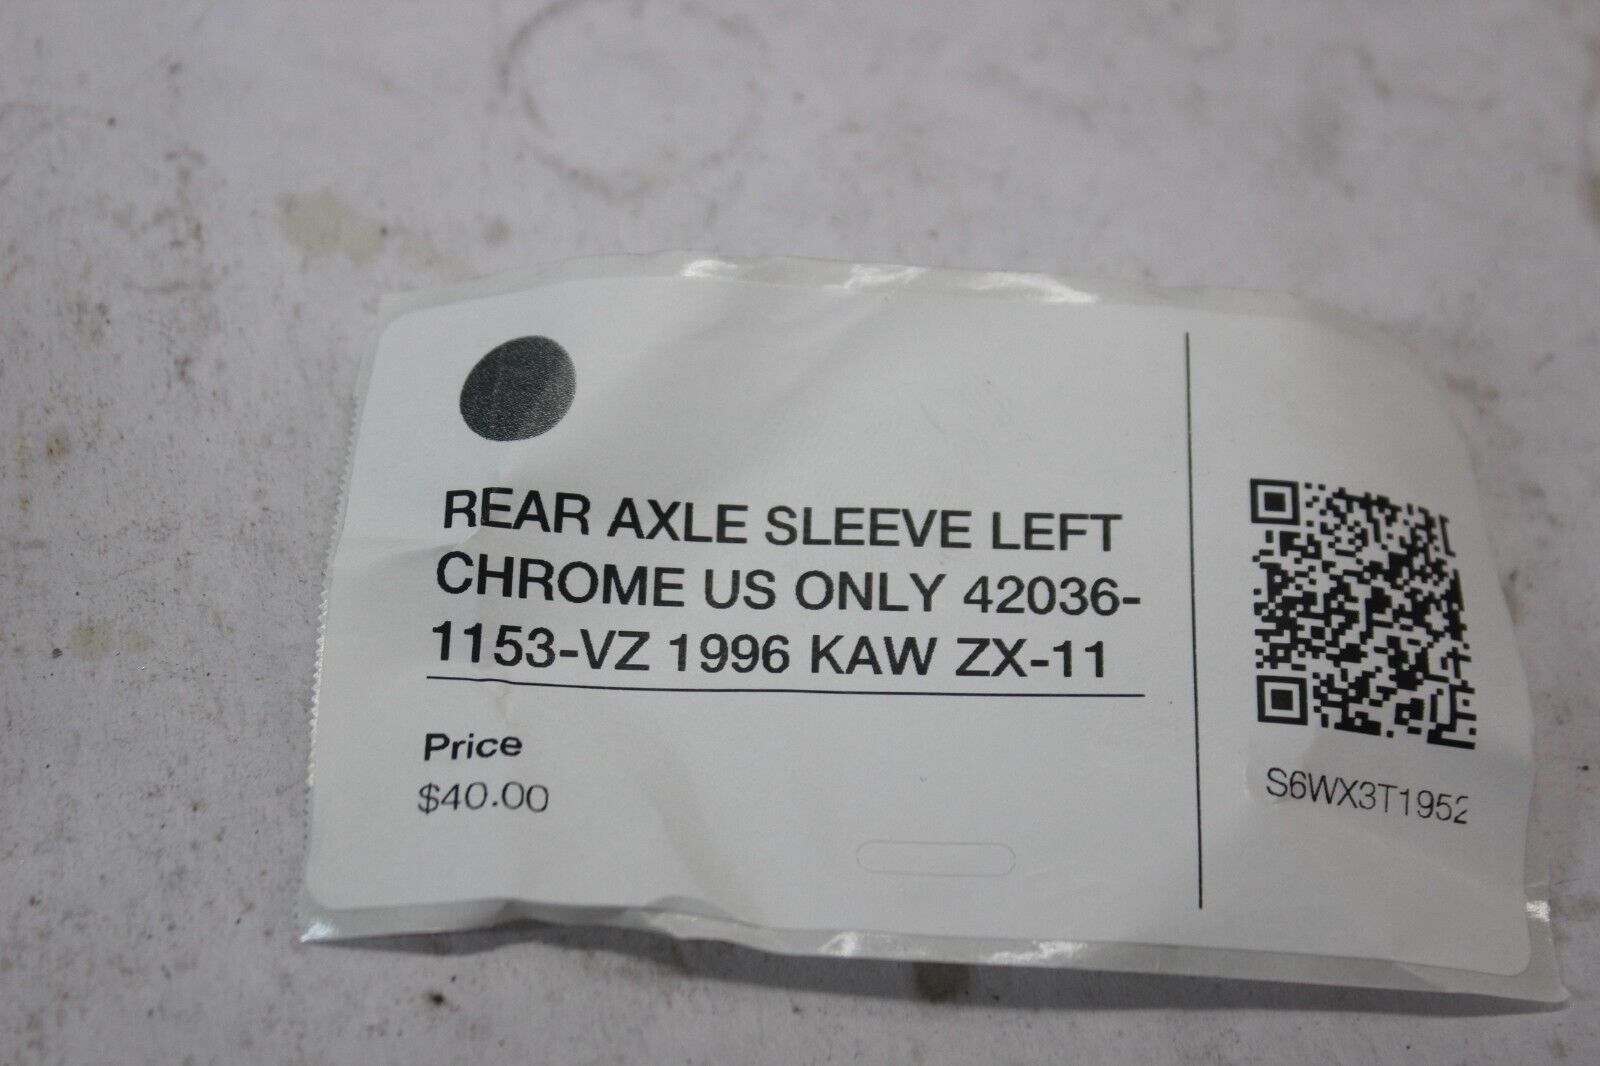 REAR AXLE SLEEVE LEFT
CHROME US ONLY 42036-
1153-VZ 1996 KAW ZX-11
Price
$40.00
S6WX3T1952